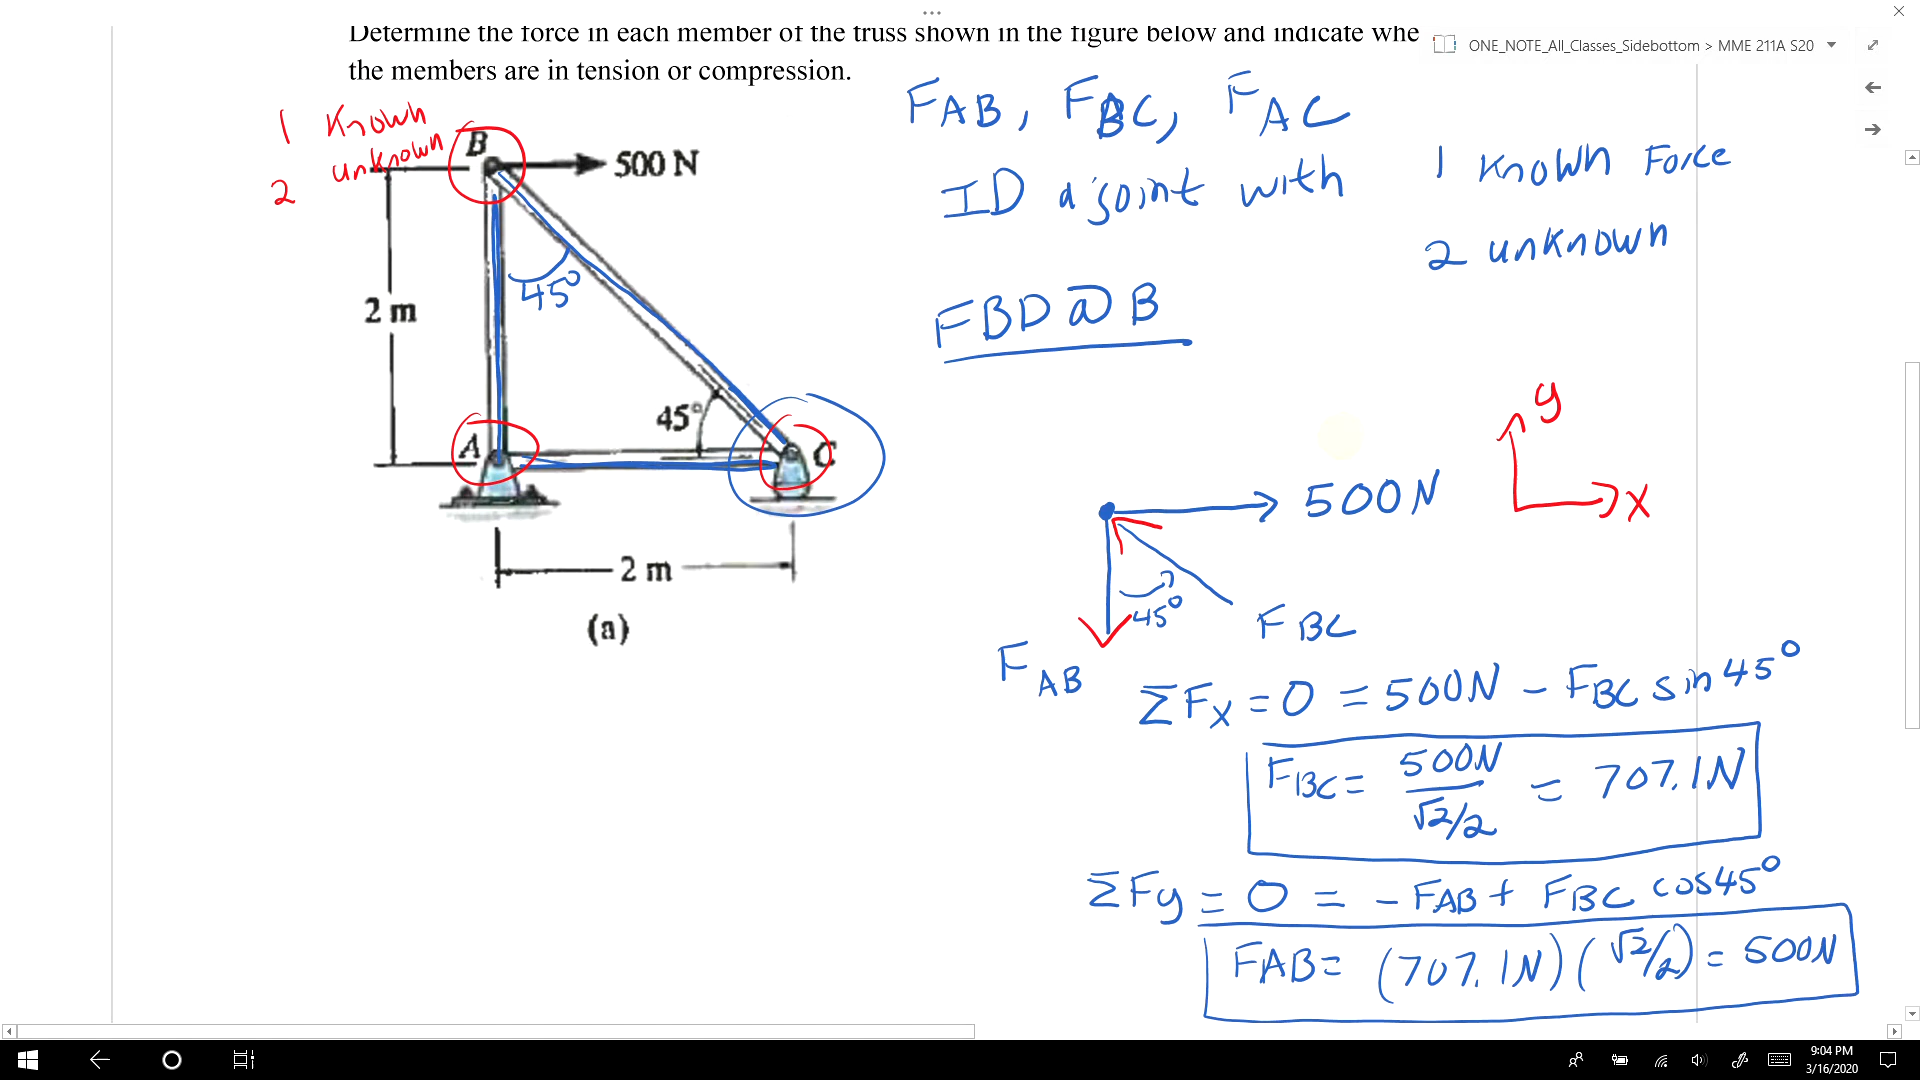 Determine the force in each member of the truss shown in the figure below and indicate whe
the members are in tension or compression.
ONE_NOTE_All_Classes_Sidebottom > MME 211A S20
1 Known
2 unknown
B
500 N
2 m
45°
45°
A
C
2 m
(a)
FAB, FBC, FAC
ID a joint with
1 Known Force
2 unknown
FBD @ B
y
x
500N
45°
FBC
FAB
ΣFx = 0 = 500N - FBC sin 45°
FBC = 500N / √2/2 = 707.1N
ΣFy = 0 = - FAB + FBC cos45°
FAB = (707.1N)(√2/2) = 500N
9:04 PM
3/16/2020